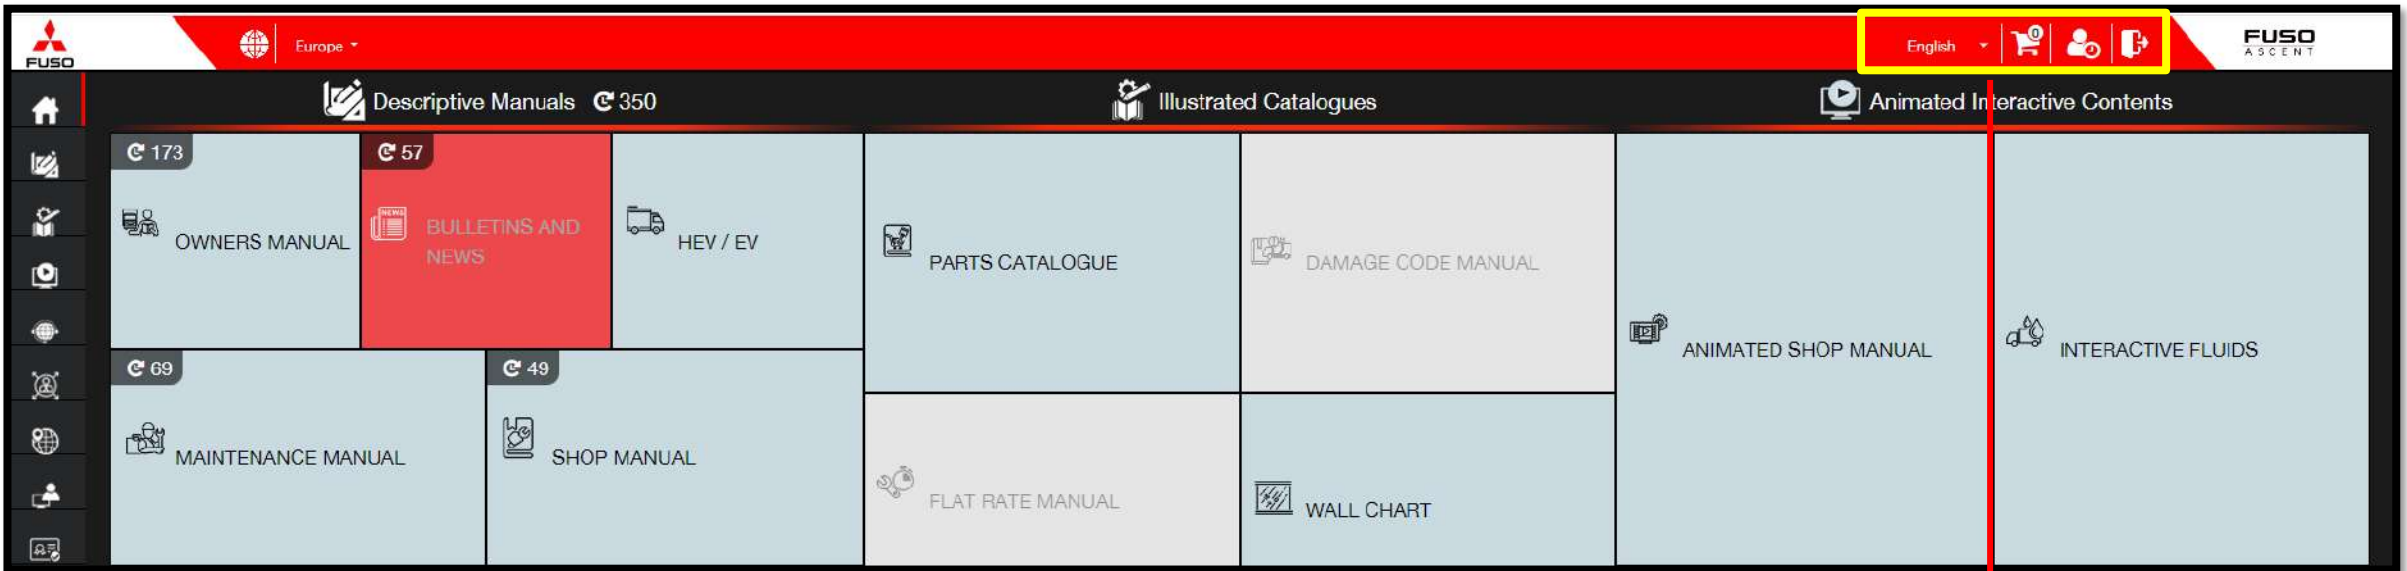 FUSO
Europe
English
0
FUSO
ASCENT
Descriptive Manuals 350
Illustrated Catalogues
Animated Interactive Contents
173
OWNERS MANUAL
57
NEWS
BULLETINS AND
NEWS
HEV / EV
PARTS CATALOGUE
DAMAGE CODE MANUAL
ANIMATED SHOP MANUAL
INTERACTIVE FLUIDS
69
MAINTENANCE MANUAL
49
SHOP MANUAL
FLAT RATE MANUAL
WALL CHART